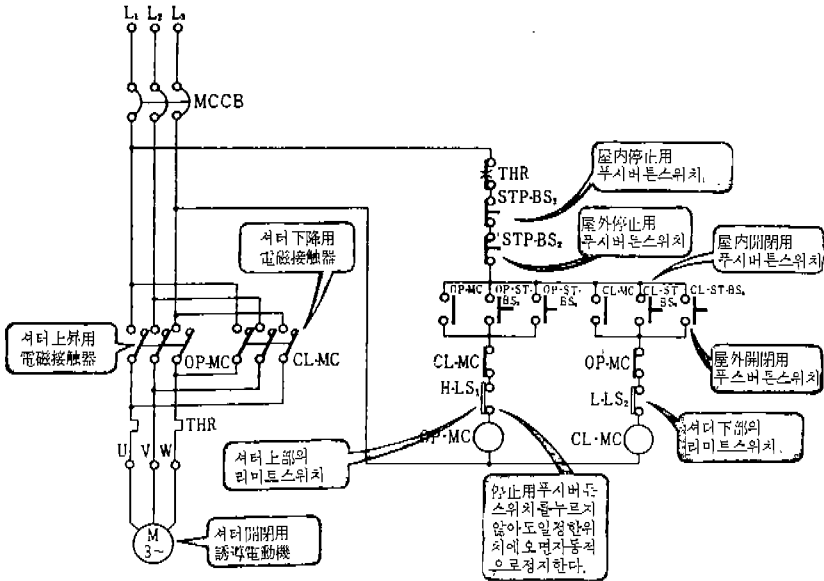 L₁ L₂ L₃
MCCB
THR
STP-BS₁
STP-BS₂
屋内停止用
푸시버튼스위치
屋外停止用
푸시버튼스위치
屋内開閉用
푸시버튼스위치
셔터下降用
電磁接触器
셔터上昇用
電磁接触器
OP-MC
CL-MC
OP-MC
OP-ST-
BS₁
OP-ST-
BS₂
CL-MC
CL-ST-
BS₁
CL-ST-BS₂
屋外開閉用
푸스버튼스위치
CL-MC
OP-MC
H-LS₁
L-LS₂
OP-MC
CL-MC
THR
U V W
셔터上部의
리미트스위치
셔터下部의
리미트스위치
M
3~
셔터開閉用
誘導電動機
停止用푸시버튼
스위치를누르지
않아도일정한위
치에오면자동적
으로정지한다.